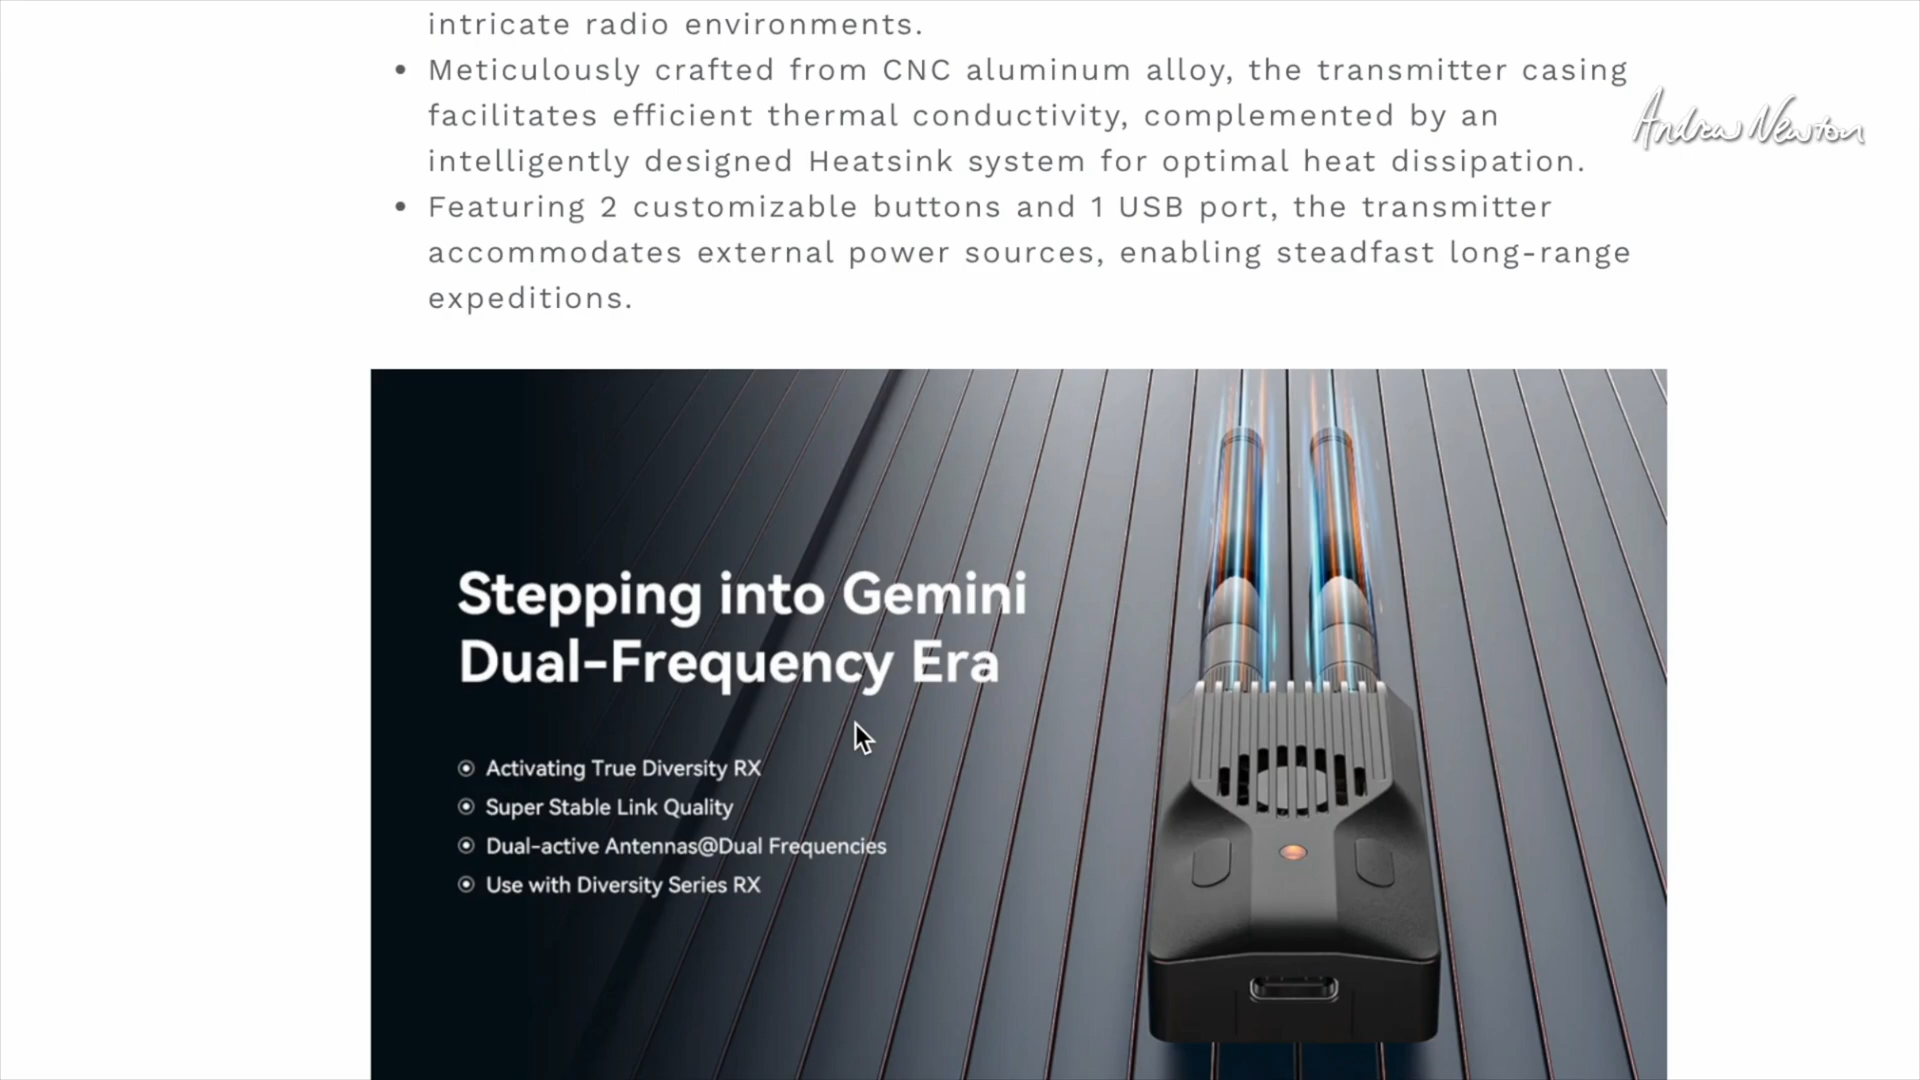 intricate radio environments.
Andrew Newton
• Meticulously crafted from CNC aluminum alloy, the transmitter casing
facilitates efficient thermal conductivity, complemented by an
intelligently designed Heatsink system for optimal heat dissipation.
• Featuring 2 customizable buttons and 1 USB port, the transmitter
accommodates external power sources, enabling steadfast long-range
expeditions.
Stepping into Gemini
Dual-Frequency Era
Activating True Diversity RX
Super Stable Link Quality
Dual-active Antennas@Dual Frequencies
Use with Diversity Series RX